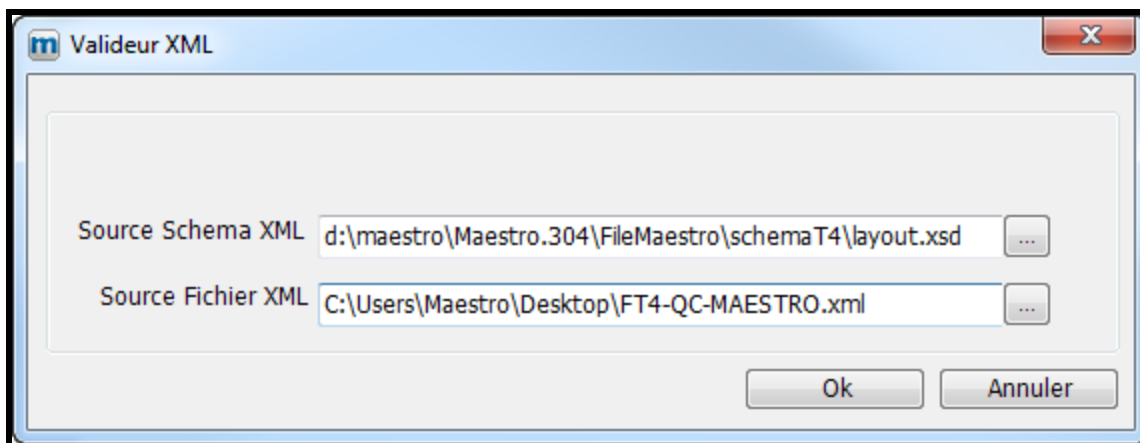 m Valideur XML
Source Schema XML d:\maestro\Maestro.304\FileMaestro\schemaT4\layout.xsd ...
Source Fichier XML C:\Users\Maestro\Desktop\FT4-QC-MAESTRO.xml ...
Ok Annuler